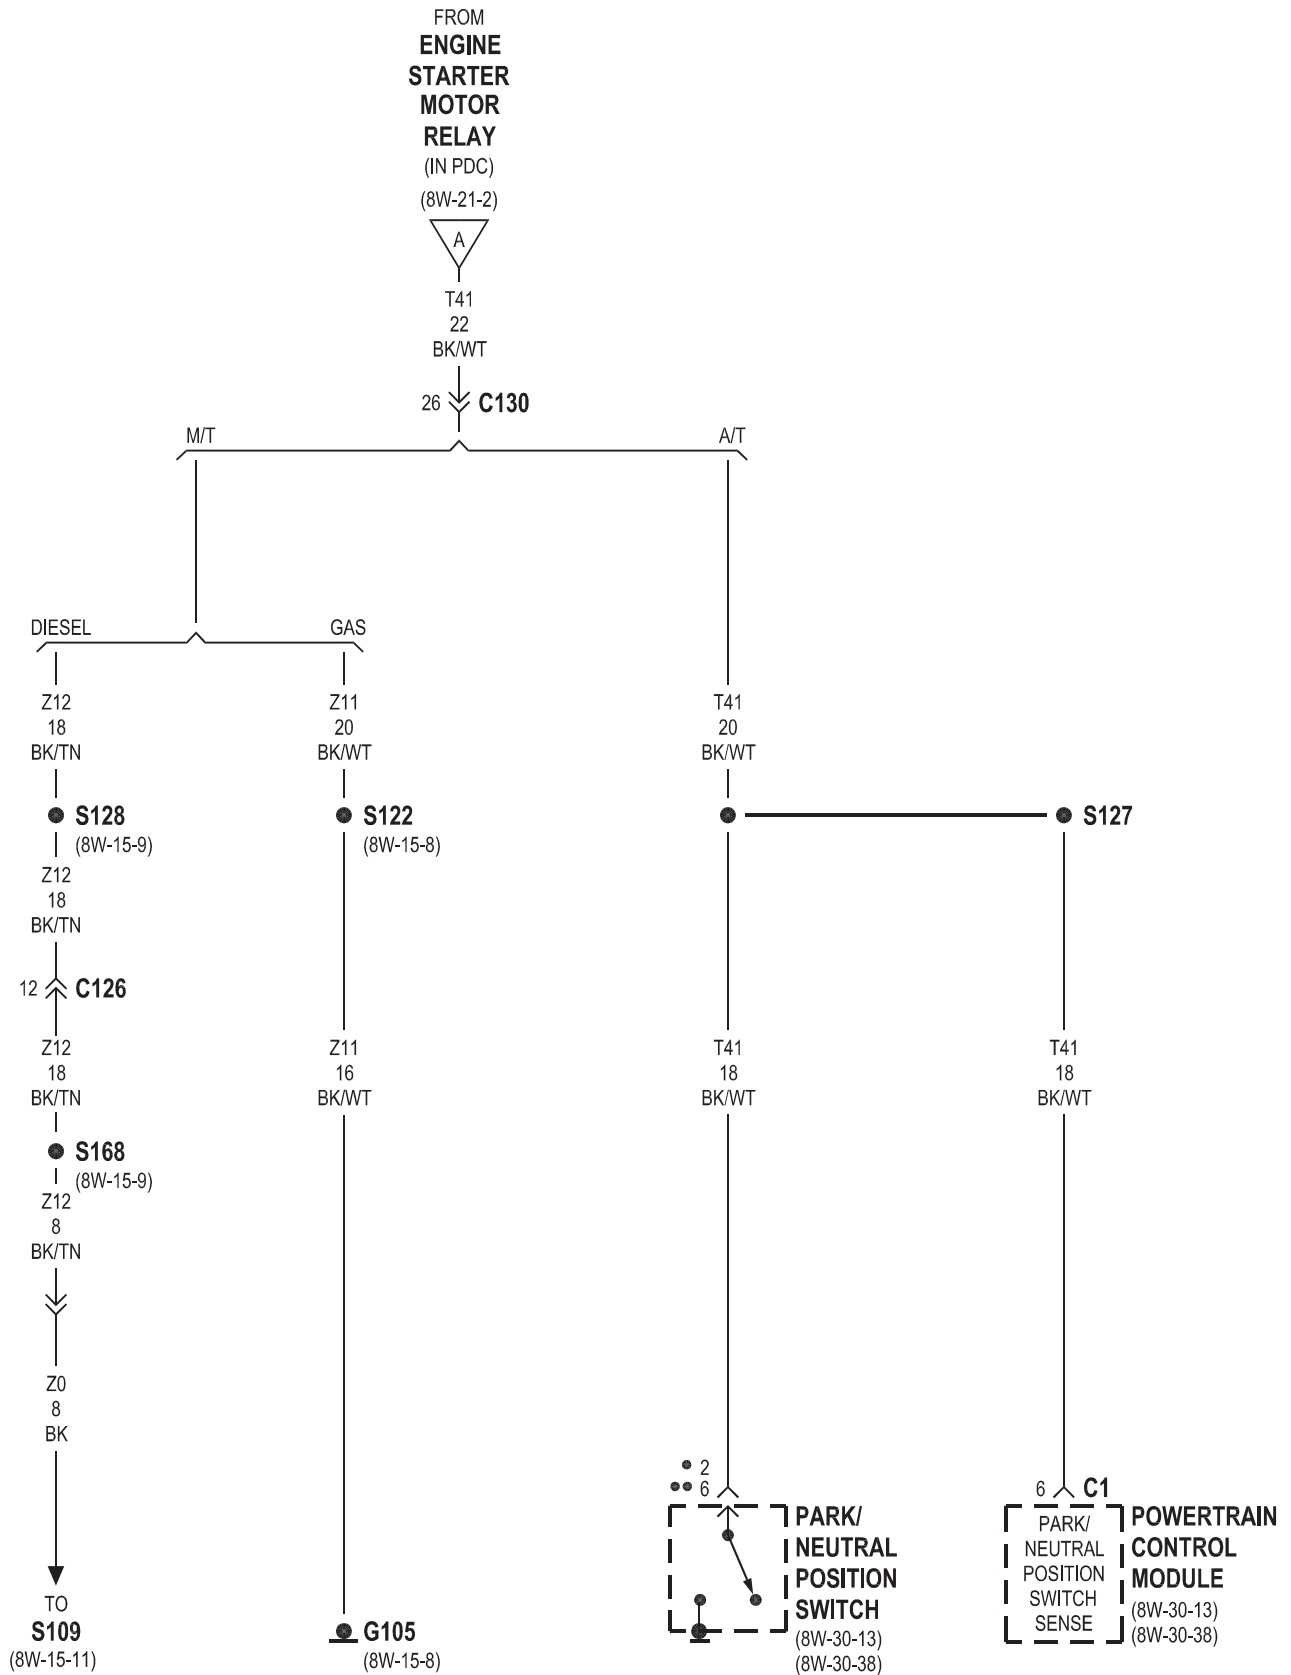 FROM
ENGINE
STARTER
MOTOR
RELAY
(IN PDC)
(8W-21-2)
A
T41
22
BK/WT
26 C130
M/T A/T
DIESEL GAS
Z12
18
BK/TN
Z11
20
BK/WT
T41
20
BK/WT
S128
(8W-15-9)
S122
(8W-15-8)
S127
Z12
18
BK/TN
12 C126
Z12
18
BK/TN
Z11
16
BK/WT
T41
18
BK/WT
T41
18
BK/WT
S168
(8W-15-9)
Z12
8
BK/TN
Z0
8
BK
TO
S109
(8W-15-11)
G105
(8W-15-8)
2
6
PARK/
NEUTRAL
POSITION
SWITCH
(8W-30-13)
(8W-30-38)
6 C1
PARK/
NEUTRAL
POSITION
SWITCH
SENSE
POWERTRAIN
CONTROL
MODULE
(8W-30-13)
(8W-30-38)